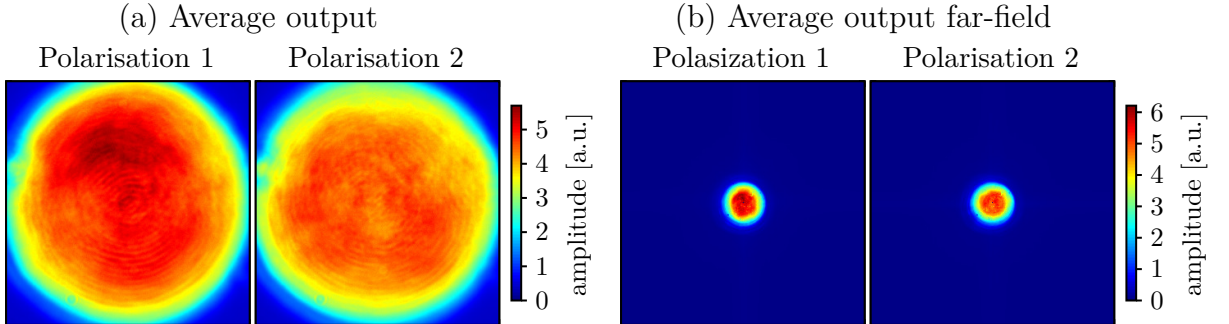 (a) Average output
Polarisation 1
Polarisation 2
5
4
3
2
1
0
amplitude [a.u.]
(b) Average output far-field
Polasization 1
Polarisation 2
6
5
4
3
2
1
0
amplitude [a.u.]